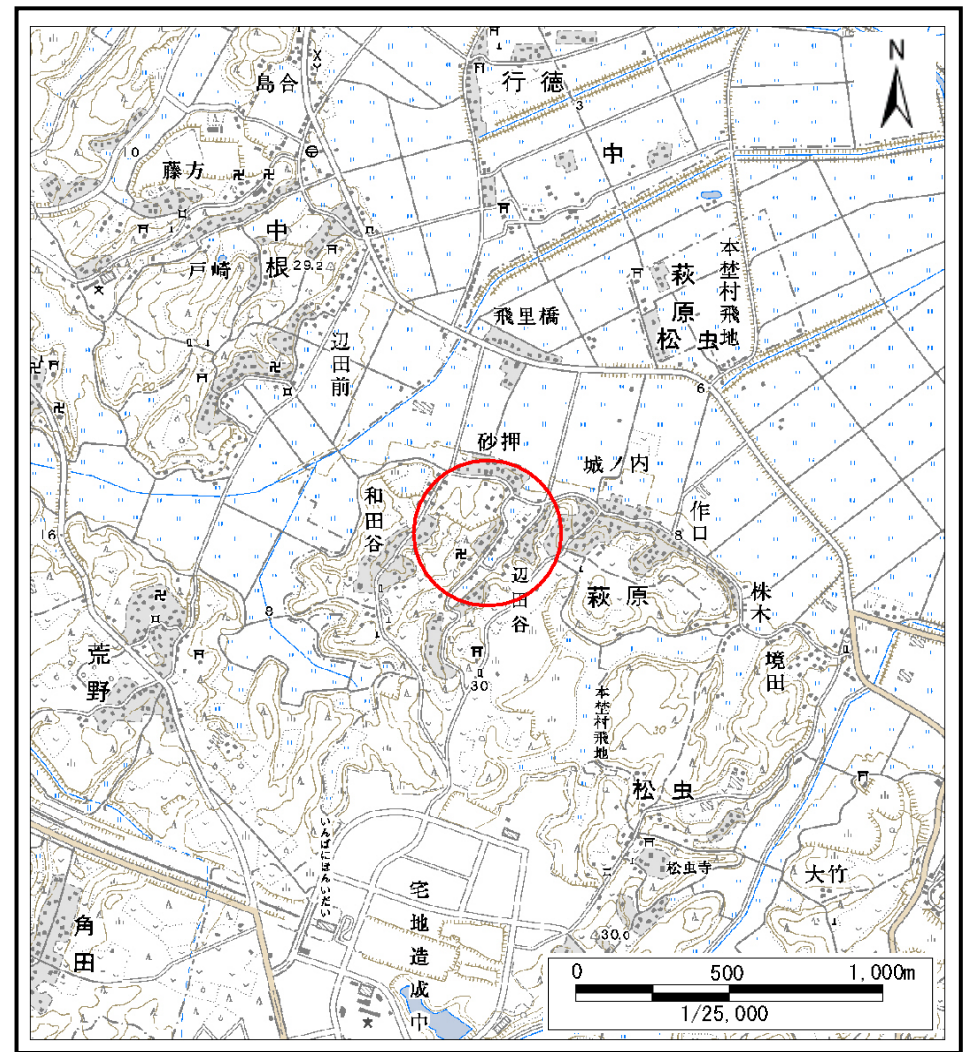 N
島合
行徳
3
10
藤方
中
中根
戸崎
29.2
本埜村飛地
萩原
松虫
飛里橋
辺田前
6
砂押
城ノ内
和田谷
作口
16
8
辺田谷
萩原
株木
8
荒野
境田
30
本埜村飛地
30
松虫
いんばにほんいだい
松虫寺
大竹
宅地造成中
角田
30.0
0 500 1,000m
1/25,000